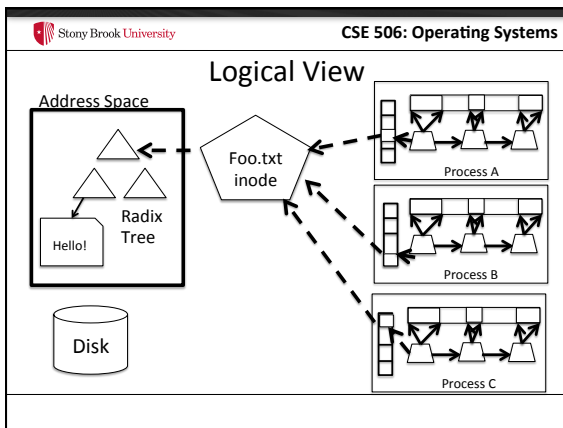 Stony Brook University
CSE 506: Operating Systems
Logical View
Address Space
Foo.txt
inode
Radix
Tree
Hello!
Disk
Process A
Process B
Process C